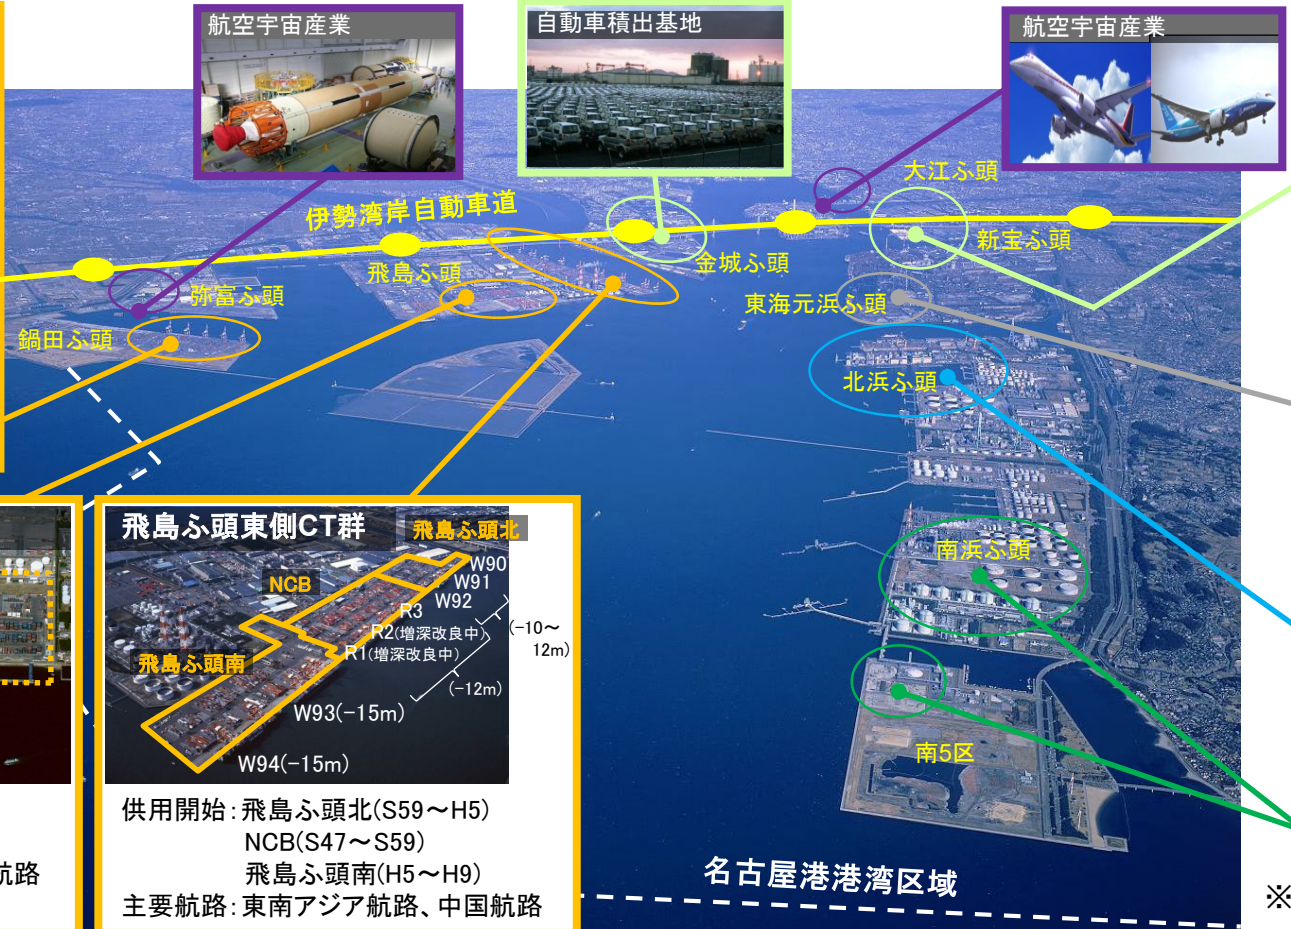 航空宇宙産業
自動車積出基地
航空宇宙産業
伊勢湾岸自動車道
大江ふ頭
新宝ふ頭
金城ふ頭
飛島ふ頭
弥富ふ頭
東海元浜ふ頭
鍋田ふ頭
北浜ふ頭
南浜ふ頭
南5区
名古屋港港湾区域
飛島ふ頭東側CT群
飛島ふ頭北
NCB
飛島ふ頭南
W90
W91
W92
R3
R2(増深改良中)
R1(増深改良中)
(-10～
12m)
(-12m)
W93(-15m)
W94(-15m)
供用開始:飛島ふ頭北(S59～H5)
NCB(S47～S59)
飛島ふ頭南(H5～H9)
主要航路:東南アジア航路、中国航路
航路
※